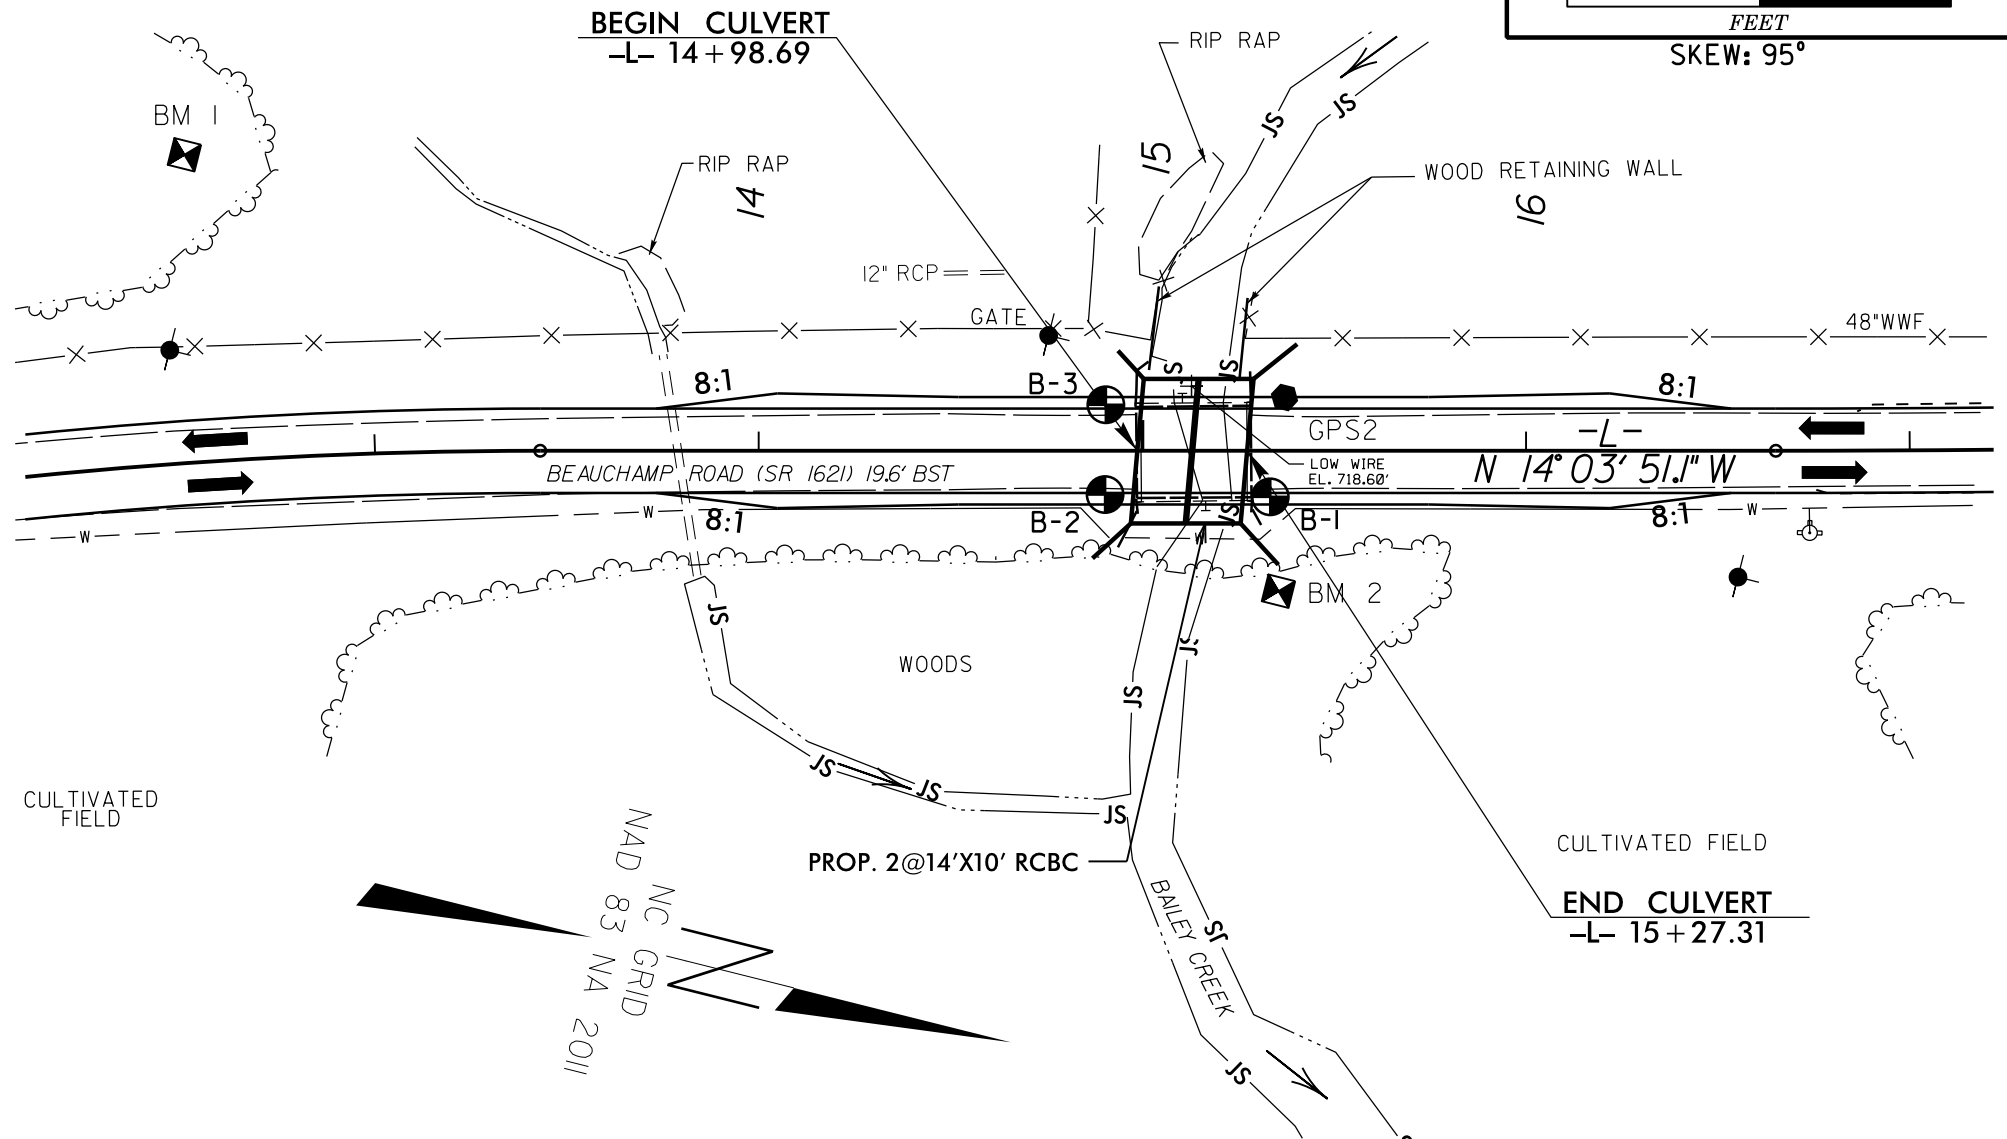 BEGIN CULVERT
-L- 14+98.69
FEET
SKEW: 95°
RIP RAP
JS
JS
BM 1
RIP RAP
14
15
WOOD RETAINING WALL
16
12" RCP
GATE
48"WWF
JS
8:1
B-3
8:1
GPS2
-L-
LOW WIRE
EL. 718.60'
BEAUCHAMP ROAD (SR 1621) 19.6' BST
N 14° 03' 51.1" W
W
W
8:1
B-2
JS
B-1
8:1
W
W
BM 2
JS
JS
WOODS
JS
JS
JS
JS
CULTIVATED
FIELD
PROP. 2@14'X10' RCBC
CULTIVATED FIELD
END CULVERT
-L- 15+27.31
BAILEY CREEK
JS
NC GRID
NAD 83 NA 2011
JS